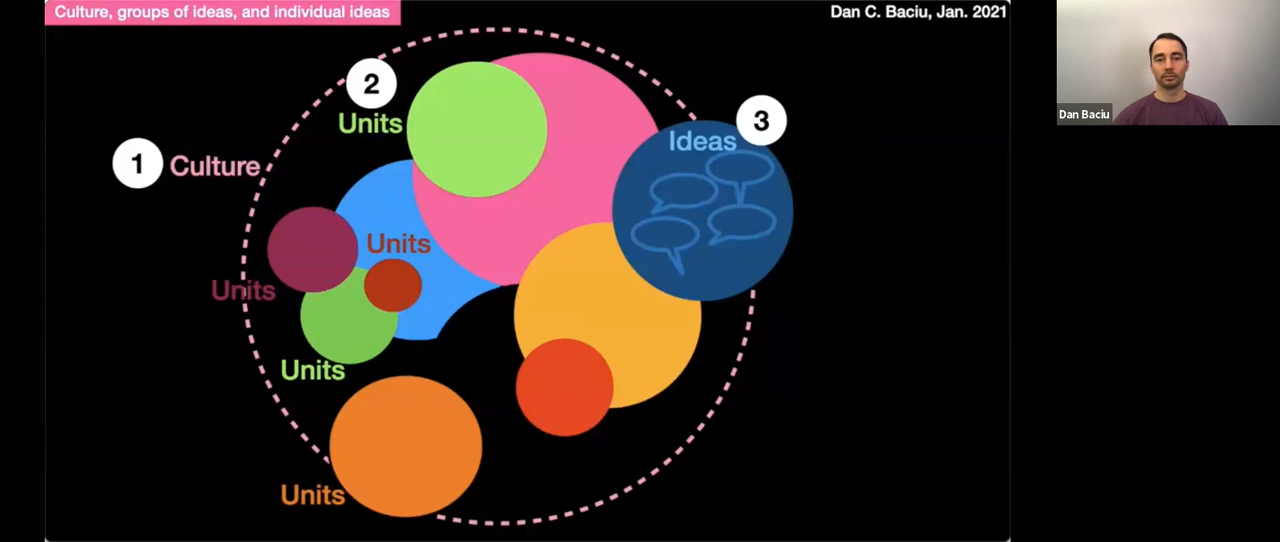 Culture, groups of ideas, and individual ideas
Dan C. Baciu, Jan. 2021
2
Units
3
Ideas
1
Culture
Units
Units
Units
Units
Dan Baciu